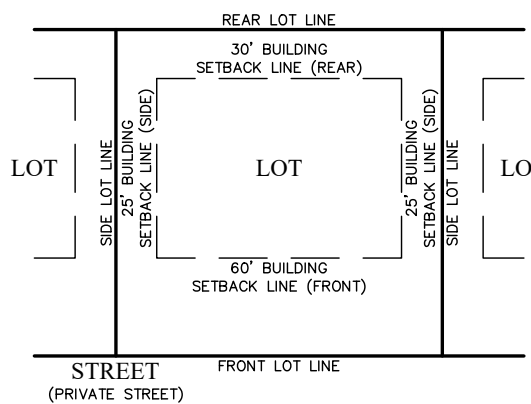 REAR LOT LINE
30' BUILDING
SETBACK LINE (REAR)
LOT
SIDE LOT LINE
25' BUILDING
SETBACK LINE (SIDE)
LOT
25' BUILDING
SETBACK LINE (SIDE)
SIDE LOT LINE
LO
60' BUILDING
SETBACK LINE (FRONT)
FRONT LOT LINE
STREET
(PRIVATE STREET)